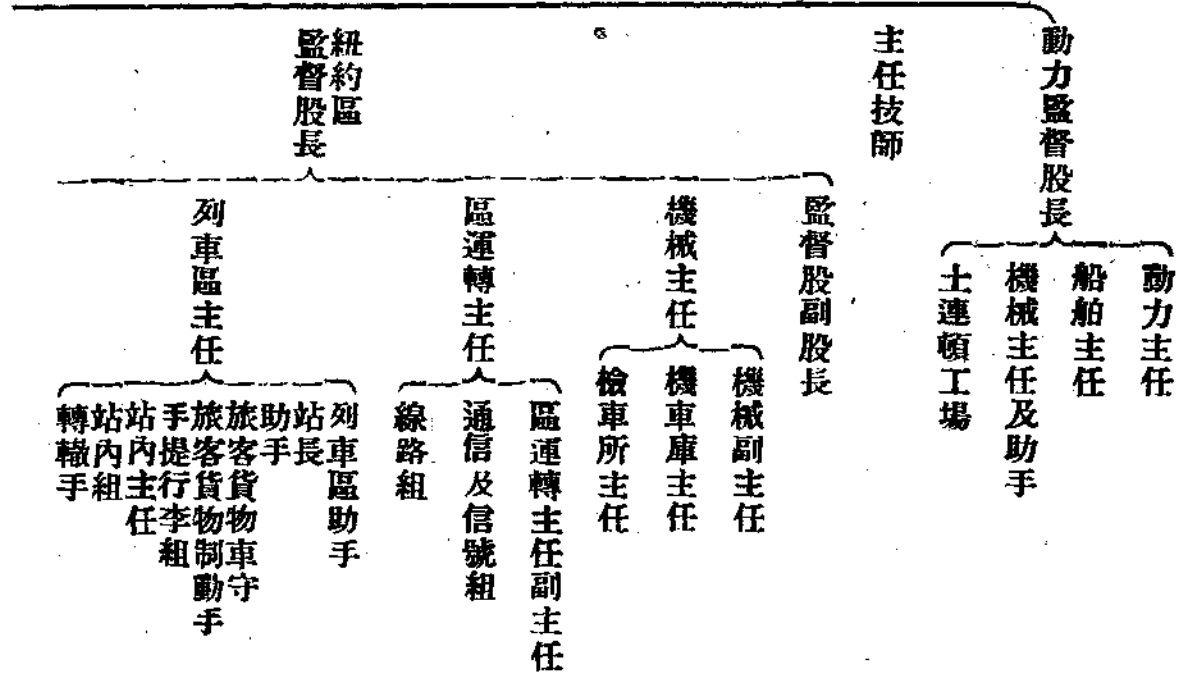 動力監督股長
動力主任
船舶主任
機械主任及助手
士連頓工場
主任技師
紐約區
監督股長
監督股副股長
機械主任
機械副主任
機車庫主任
檢車所主任
區運轉主任
區運轉主任副主任
通信及信號組
線路組
列車區主任
列車區助手
站長
助手
旅客貨物車守
旅客貨物制動手
手提行李組
站內主任
站內組
轉轍手